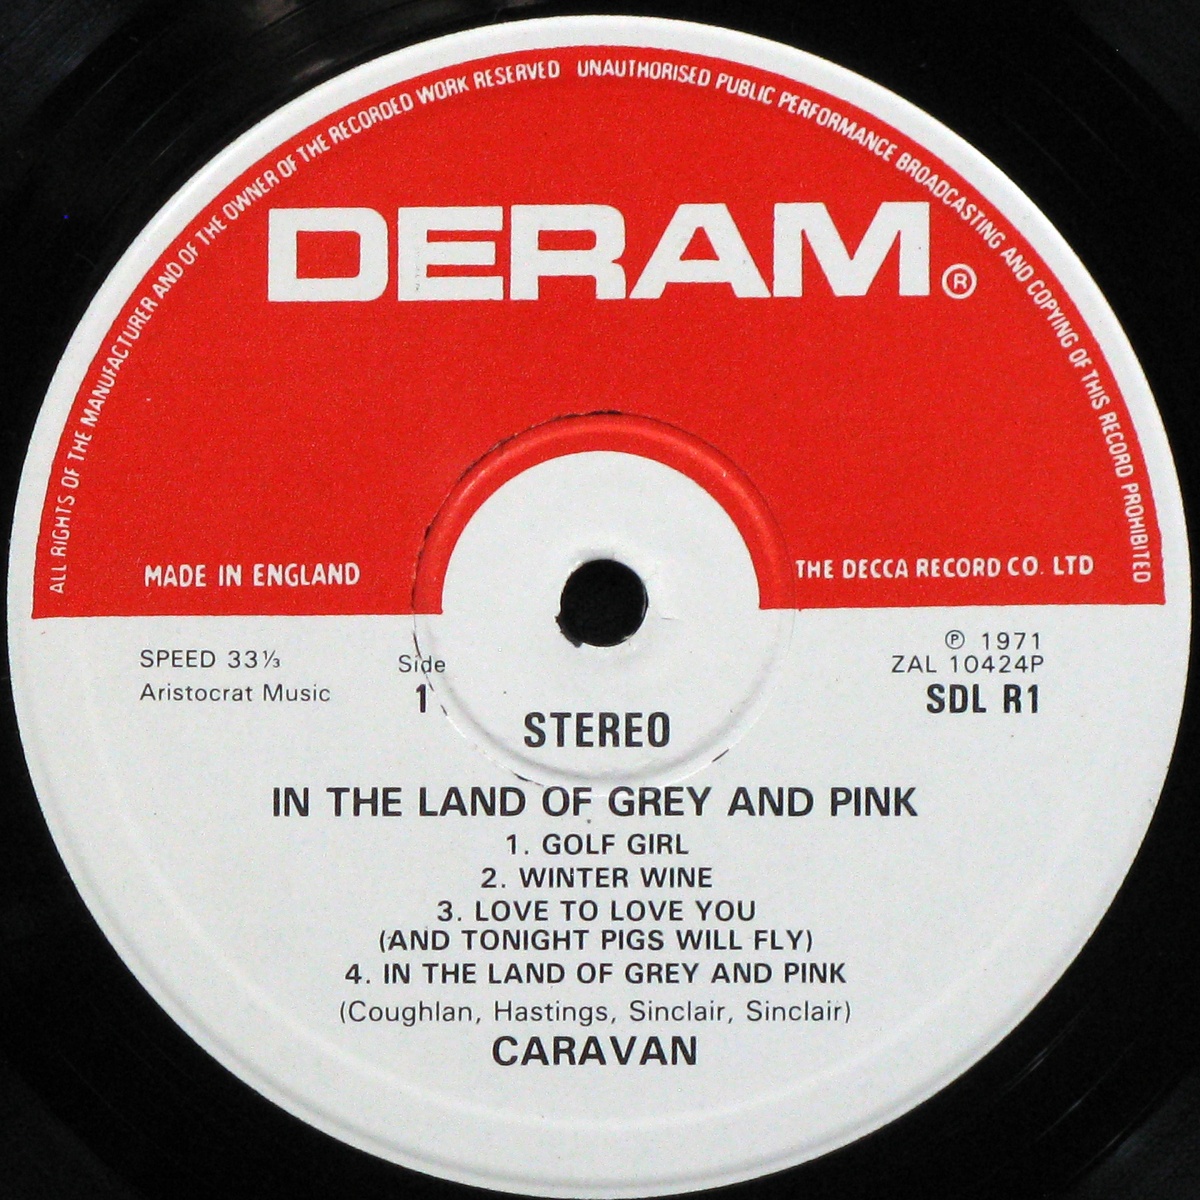 ALL RIGHTS OF THE MANUFACTURER AND OF THE OWNER OF THE RECORDED WORK RESERVED UNAUTHORISED PUBLIC PERFORMANCE BROADCASTING AND COPYING OF THIS RECORD PROHIBITED
DERAM®
MADE IN ENGLAND
THE DECCA RECORD CO. LTD
SPEED 33⅓
Aristocrat Music
Side
1
℗ 1971
ZAL 10424P
SDL R1
STEREO
IN THE LAND OF GREY AND PINK
1. GOLF GIRL
2. WINTER WINE
3. LOVE TO LOVE YOU
(AND TONIGHT PIGS WILL FLY)
4. IN THE LAND OF GREY AND PINK
(Coughlan, Hastings, Sinclair, Sinclair)
CARAVAN